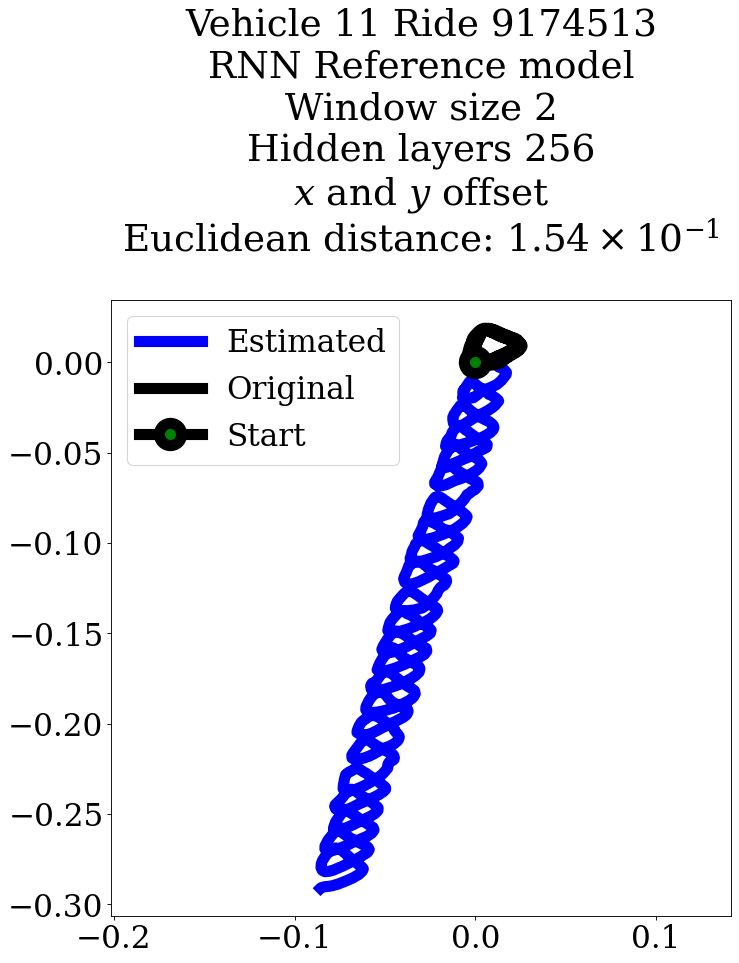 Vehicle 11 Ride 9174513
RNN Reference model
Window size 2
Hidden layers 256
x and y offset
Euclidean distance: 1.54 × 10⁻¹
Estimated
Original
Start
0.00
−0.05
−0.10
−0.15
−0.20
−0.25
−0.30
−0.2 −0.1 0.0 0.1